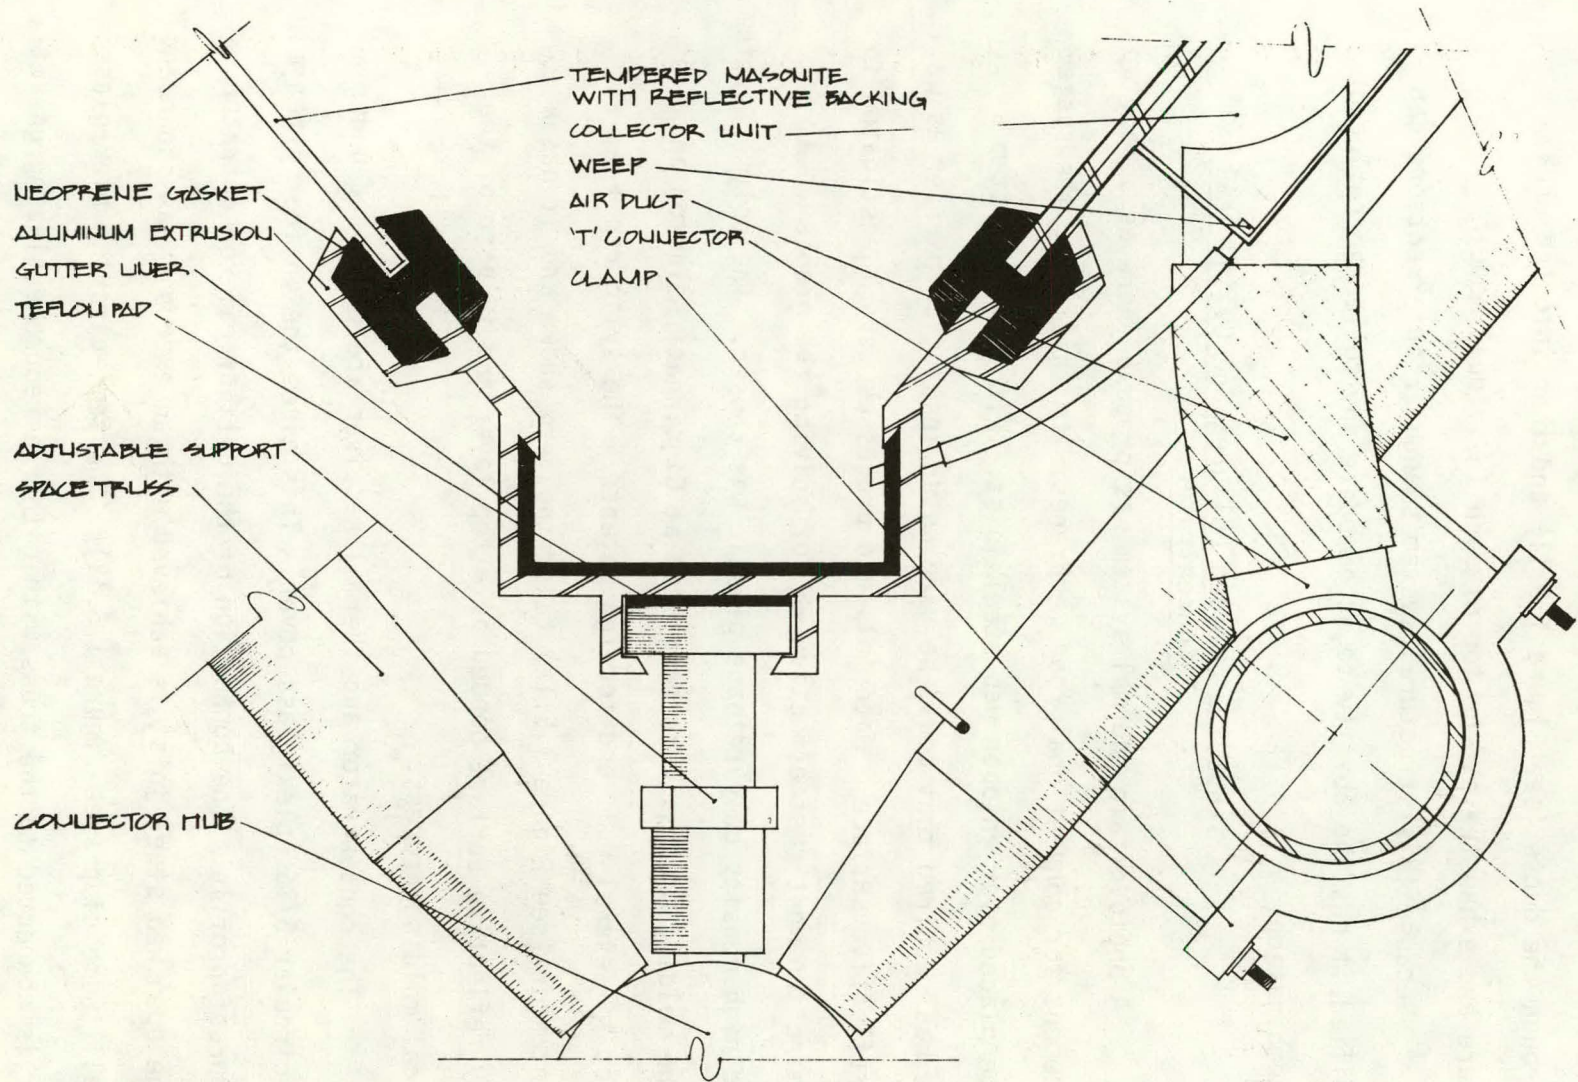 TEMPERED MASONITE
WITH REFLECTIVE BACKING
COLLECTOR UNIT
WEEP
AIR DUCT
'T' CONNECTOR
CLAMP
NEOPRENE GASKET
ALUMINUM EXTRUSION
GUTTER LINER
TEFLON PAD
ADJUSTABLE SUPPORT
SPACE TRUSS
CONNECTOR HUB